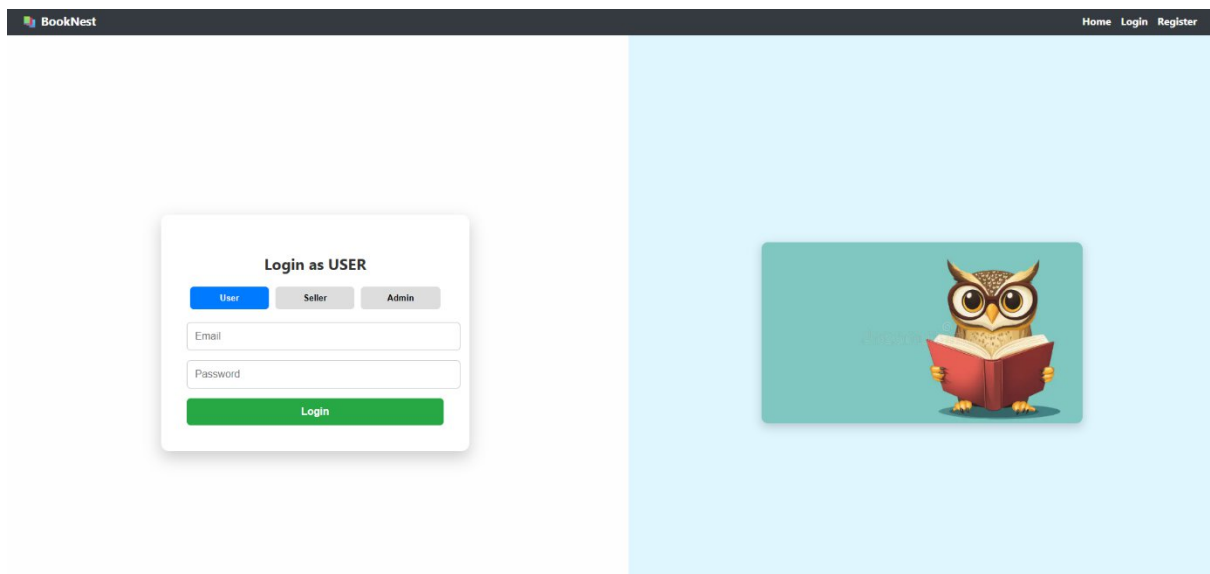 BookNest
Home Login Register
Login as USER
User Seller Admin
Email
Password
Login